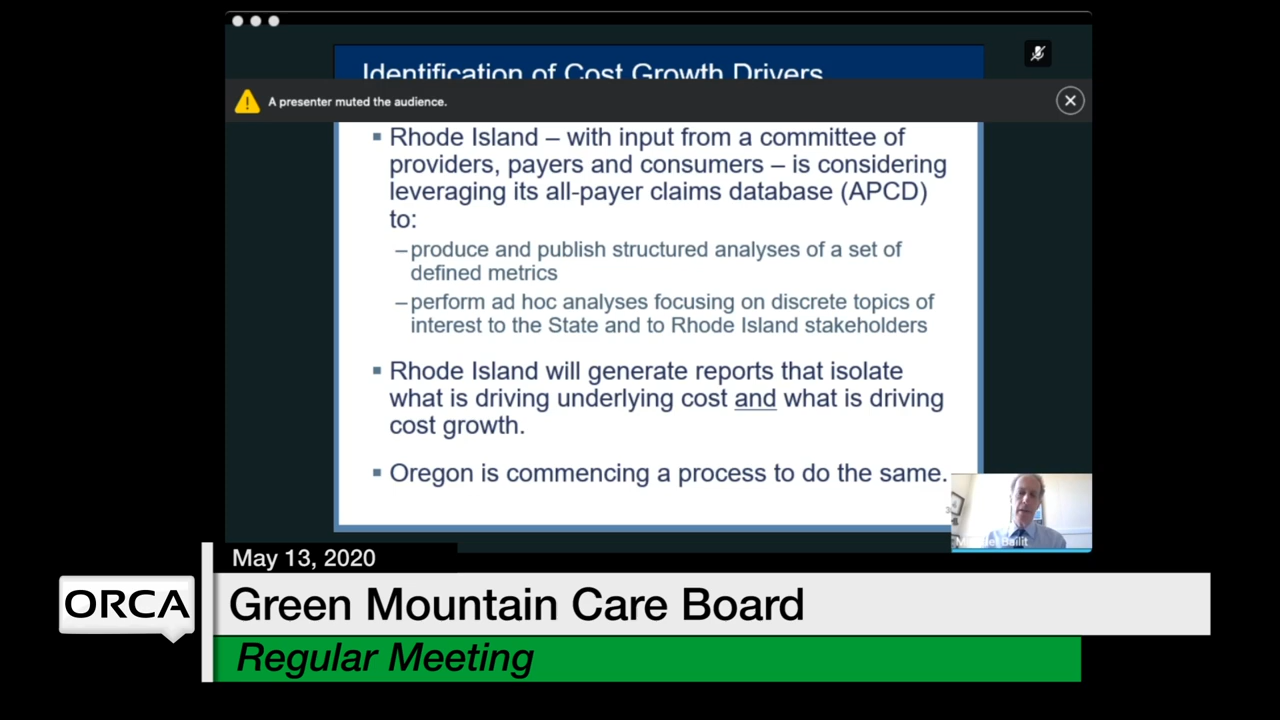 Identification of Cost Growth Drivers
A presenter muted the audience.
▪ Rhode Island – with input from a committee of
providers, payers and consumers – is considering
leveraging its all-payer claims database (APCD)
to:
–produce and publish structured analyses of a set of
defined metrics
–perform ad hoc analyses focusing on discrete topics of
interest to the State and to Rhode Island stakeholders
▪ Rhode Island will generate reports that isolate
what is driving underlying cost and what is driving
cost growth.
▪ Oregon is commencing a process to do the same.
Bailit
May 13, 2020
ORCA
Green Mountain Care Board
Regular Meeting